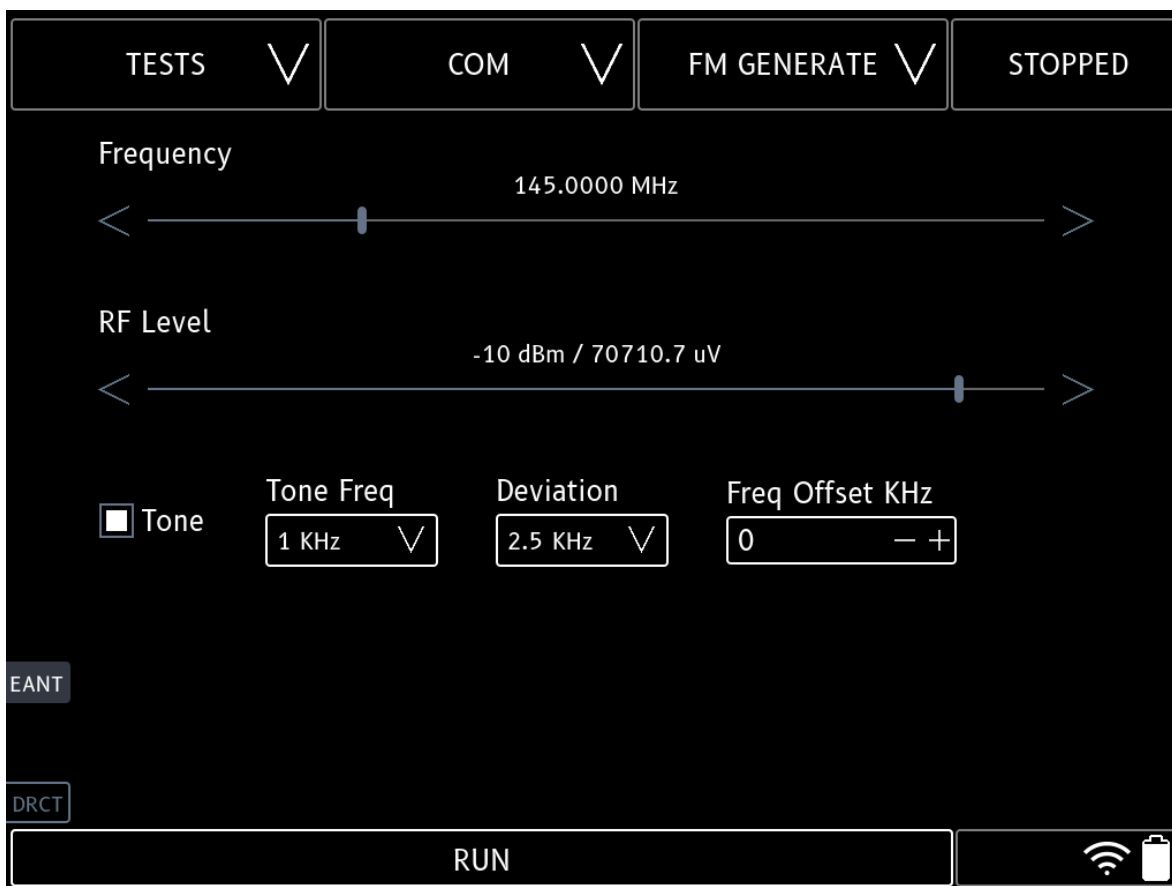 TESTS COM FM GENERATE STOPPED
Frequency
145.0000 MHz
RF Level
-10 dBm / 70710.7 uV
Tone
Tone Freq
1 KHz
Deviation
2.5 KHz
Freq Offset KHz
0
EANT
DRCT
RUN